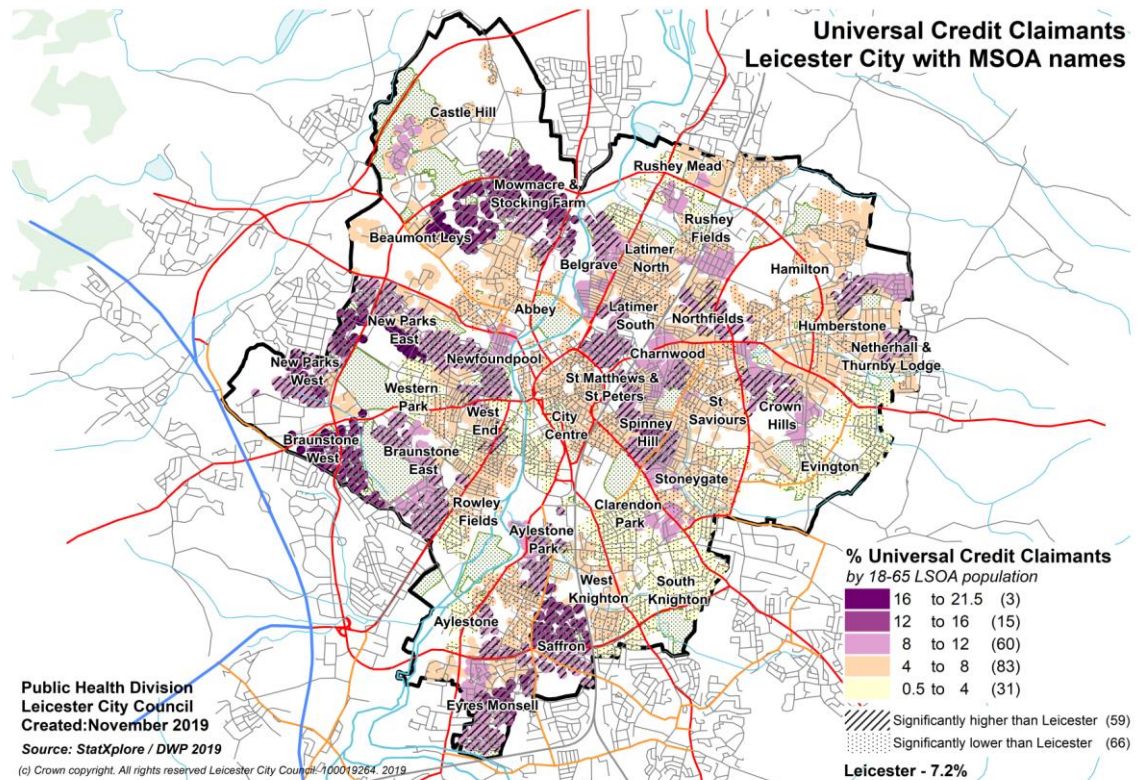 Universal Credit Claimants
Leicester City with MSOA names
Castle Hill
Rushey Mead
Mowmacre &
Stocking Farm
Rushey
Fields
Beaumont Leys
Latimer
North
Belgrave
Hamilton
Abbey
Latimer
South
Northfields
New Parks
East
Humberstone
Newfoundpool
Charnwood
Netherhall &
Thurnby Lodge
New Parks
West
St Matthews &
St Peters
Western
Park
West
End
City
Centre
St
Saviours
Crown
Hills
Spinney
Hill
Braunstone
West
Braunstone
East
Evington
Stoneygate
Rowley
Fields
Clarendon
Park
Aylestone
Park
West
Knighton
South
Knighton
Aylestone
Saffron
Eyres Monsell
% Universal Credit Claimants
by 18-65 LSOA population
16 to 21.5 (3)
12 to 16 (15)
8 to 12 (60)
4 to 8 (83)
0.5 to 4 (31)
Significantly higher than Leicester (59)
Significantly lower than Leicester (66)
Leicester - 7.2%
Public Health Division
Leicester City Council
Created:November 2019
Source: StatXplore / DWP 2019
(c) Crown copyright. All rights reserved Leicester City Council. 100019264. 2019